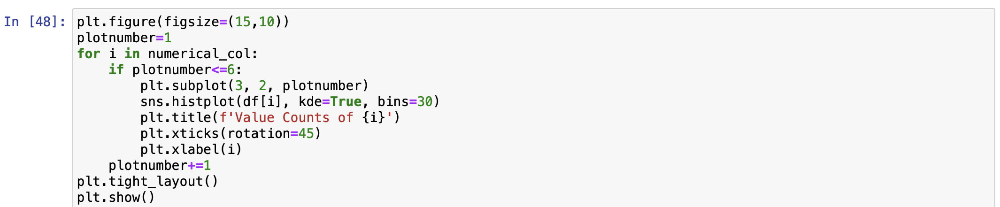 In [48]: plt.figure(figsize=(15,10))
plotnumber=1
for i in numerical_col:
    if plotnumber<=6:
        plt.subplot(3, 2, plotnumber)
        sns.histplot(df[i], kde=True, bins=30)
        plt.title(f'Value Counts of {i}')
        plt.xticks(rotation=45)
        plt.xlabel(i)
    plotnumber+=1
plt.tight_layout()
plt.show()